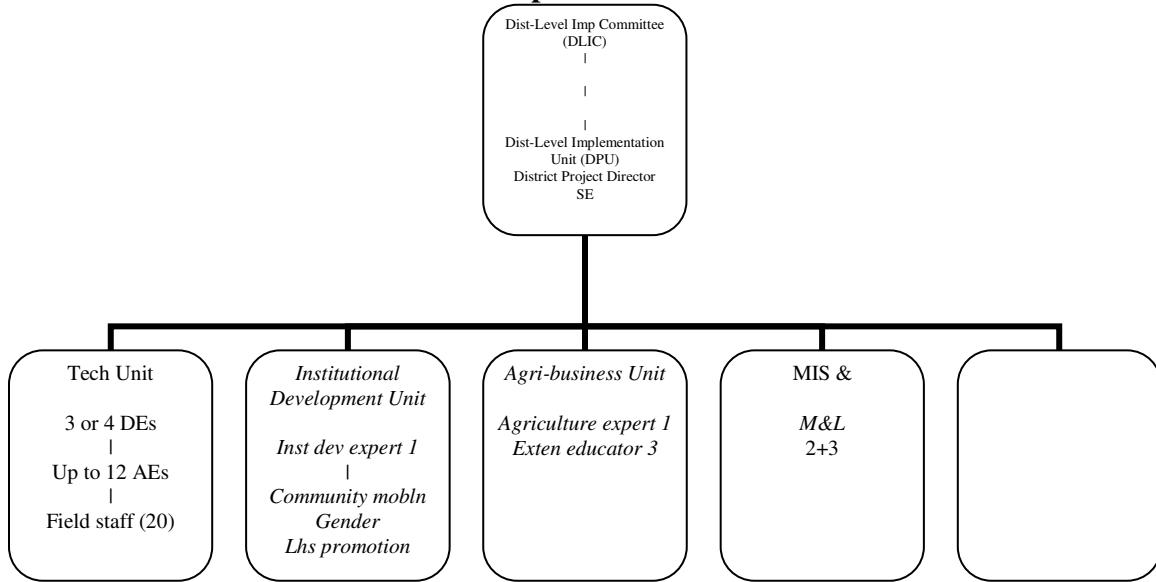 Dist-Level Imp Committee
(DLIC)
|
|
|
Dist-Level Implementation
Unit (DPU)
District Project Director
SE
Tech Unit
3 or 4 DEs
|
Up to 12 AEs
|
Field staff (20)
Institutional
Development Unit
Inst dev expert 1
|
Community mobln
Gender
Lhs promotion
Agri-business Unit
Agriculture expert 1
Exten educator 3
MIS &
M&L
2+3